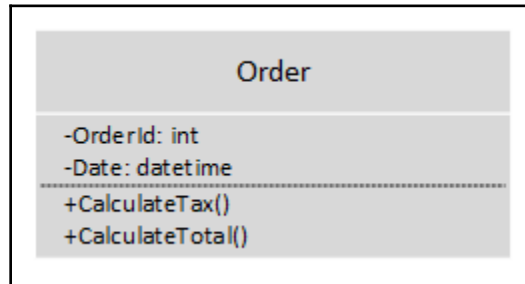 Order
-OrderId: int
-Date: datetime
+CalculateTax()
+CalculateTotal()